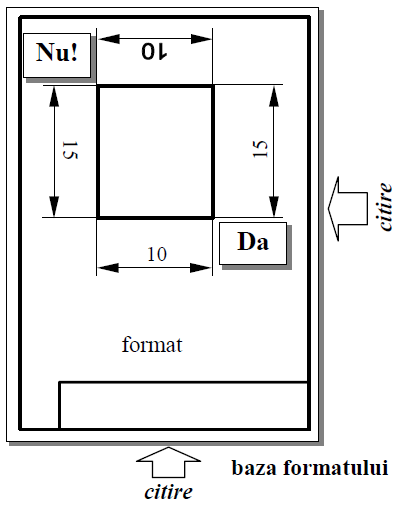 10
Nu!
15
15
citire
Da
10
format
baza formatului
citire